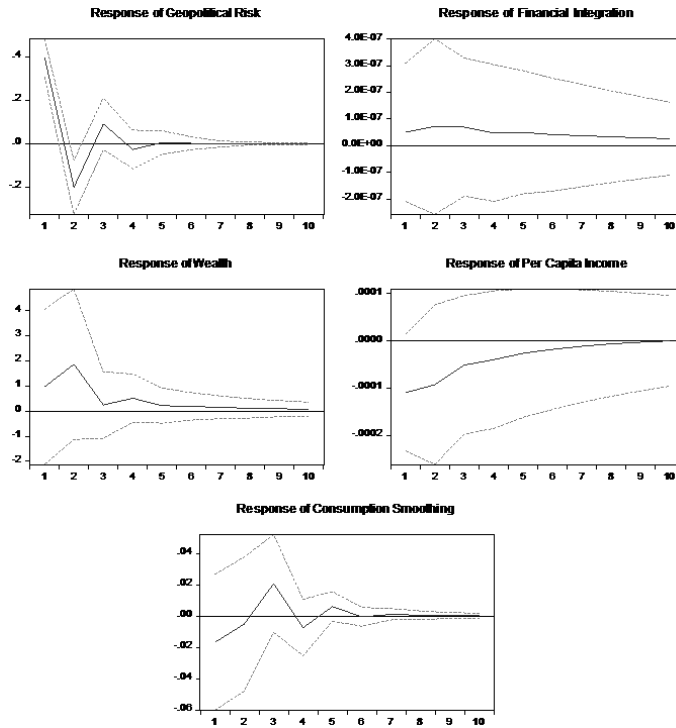 Response of Geopolitical Risk
.4
.2
.0
-.2
1 2 3 4 5 6 7 8 9 10
Response of Financial Integration
4.0E-07
3.0E-07
2.0E-07
1.0E-07
0.0E+00
-1.0E-07
-2.0E-07
1 2 3 4 5 6 7 8 9 10
Response of Wealth
4
3
2
1
0
-1
-2
1 2 3 4 5 6 7 8 9 10
Response of Per Capita Income
.0001
.0000
-.0001
-.0002
1 2 3 4 5 6 7 8 9 10
Response of Consumption Smoothing
.04
.02
.00
-.02
-.04
-.06
1 2 3 4 5 6 7 8 9 10